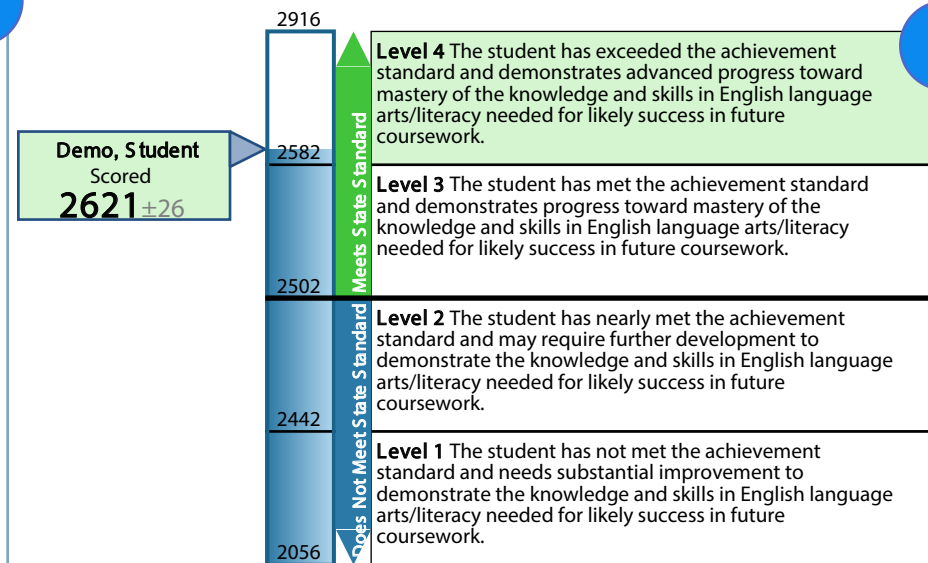 2916
Level 4 The student has exceeded the achievement
standard and demonstrates advanced progress toward
mastery of the knowledge and skills in English language
arts/literacy needed for likely success in future
coursework.
Demo, Student
Scored
2621 ±26
2582
Meets State Standard
Level 3 The student has met the achievement standard
and demonstrates progress toward mastery of the
knowledge and skills in English language arts/literacy
needed for likely success in future coursework.
2502
Does Not Meet State Standard
Level 2 The student has nearly met the achievement
standard and may require further development to
demonstrate the knowledge and skills in English language
arts/literacy needed for likely success in future
coursework.
2442
Level 1 The student has not met the achievement
standard and needs substantial improvement to
demonstrate the knowledge and skills in English language
arts/literacy needed for likely success in future
coursework.
2056